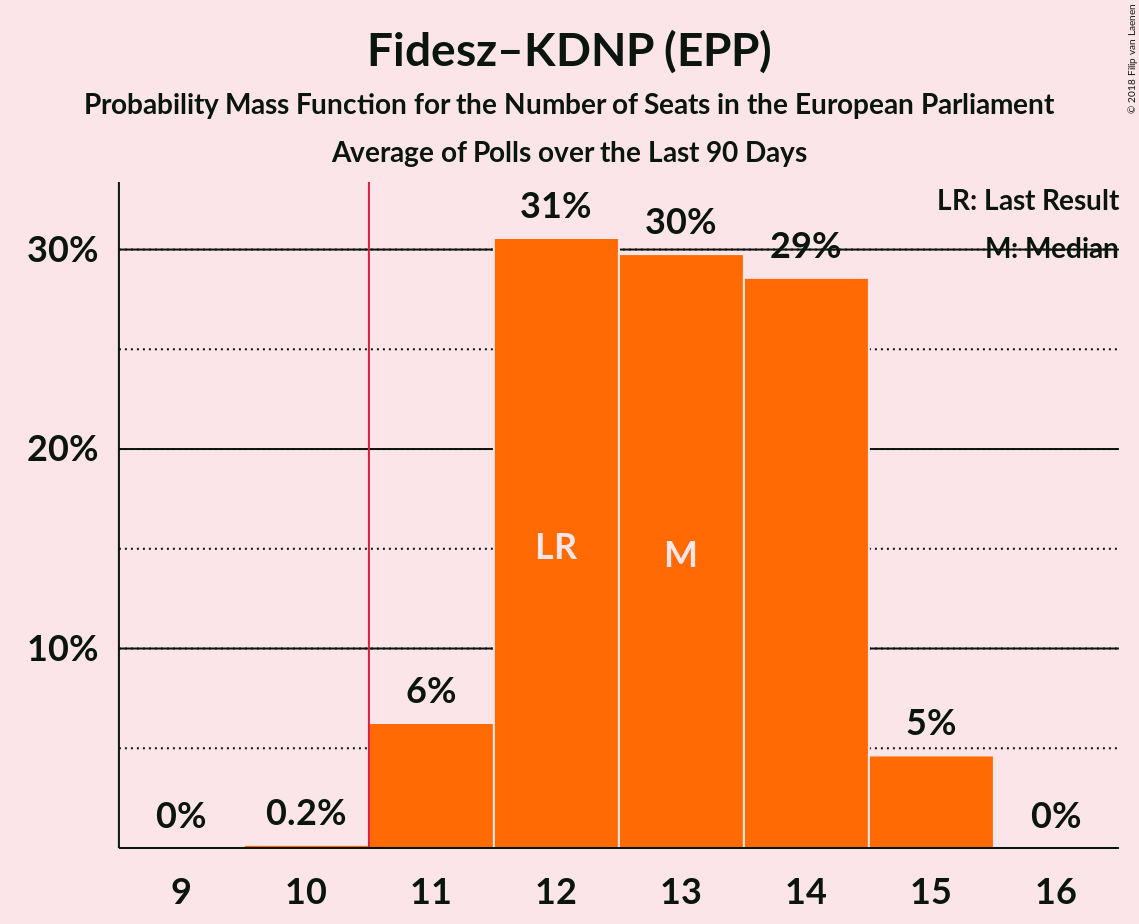 Fidesz–KDNP (EPP)
Probability Mass Function for the Number of Seats in the European Parliament
Average of Polls over the Last 90 Days
© 2018 Filip van Laenen
LR: Last Result
M: Median
30%
20%
10%
0%
0.2%
6%
31%
30%
29%
5%
0%
LR
M
9
10
11
12
13
14
15
16